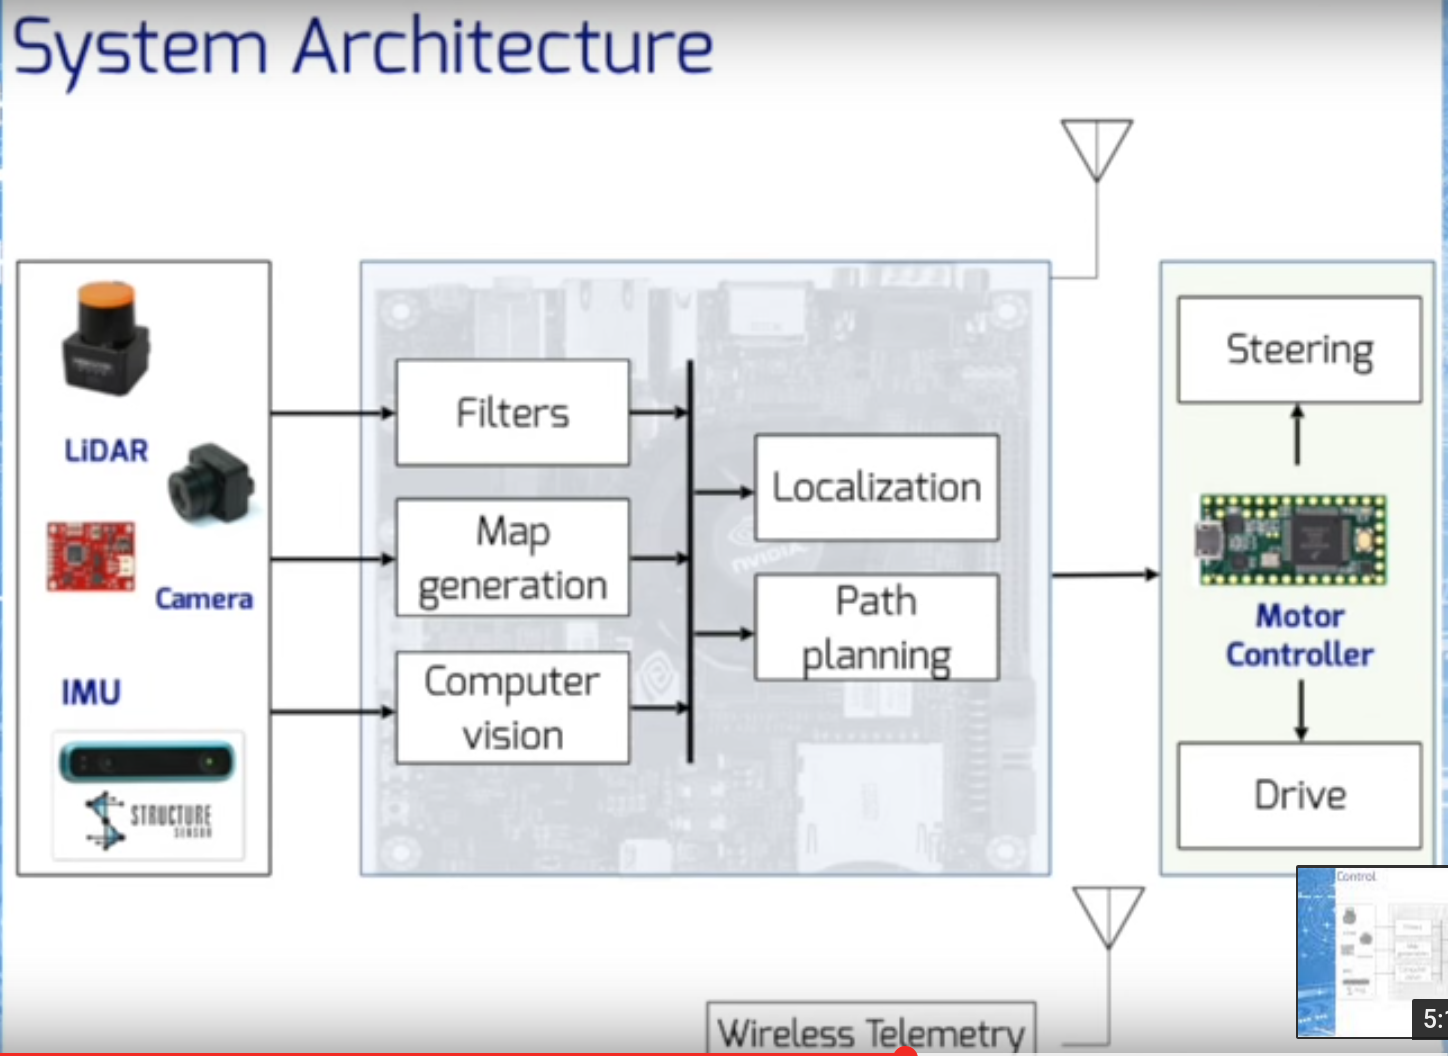 System Architecture
LiDAR
Camera
IMU
STRUCTURE
SENSOR
Filters
Map
generation
Computer
vision
nVIDIA
Localization
Path
planning
Steering
Motor
Controller
Drive
Wireless Telemetry
Control
5: